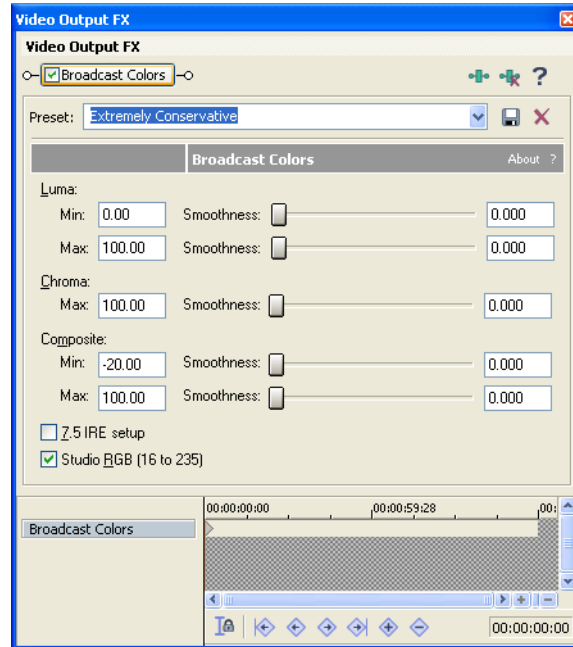 Video Output FX
Video Output FX
Broadcast Colors
?
Preset: Extremely Conservative
Broadcast Colors About ?
Luma:
Min: 0.00 Smoothness: 0.000
Max: 100.00 Smoothness: 0.000
Chroma:
Max: 100.00 Smoothness: 0.000
Composite:
Min: -20.00 Smoothness: 0.000
Max: 100.00 Smoothness: 0.000
7.5 IRE setup
Studio RGB (16 to 235)
00:00:00:00 00:00:59:28 00:
Broadcast Colors
00:00:00:00